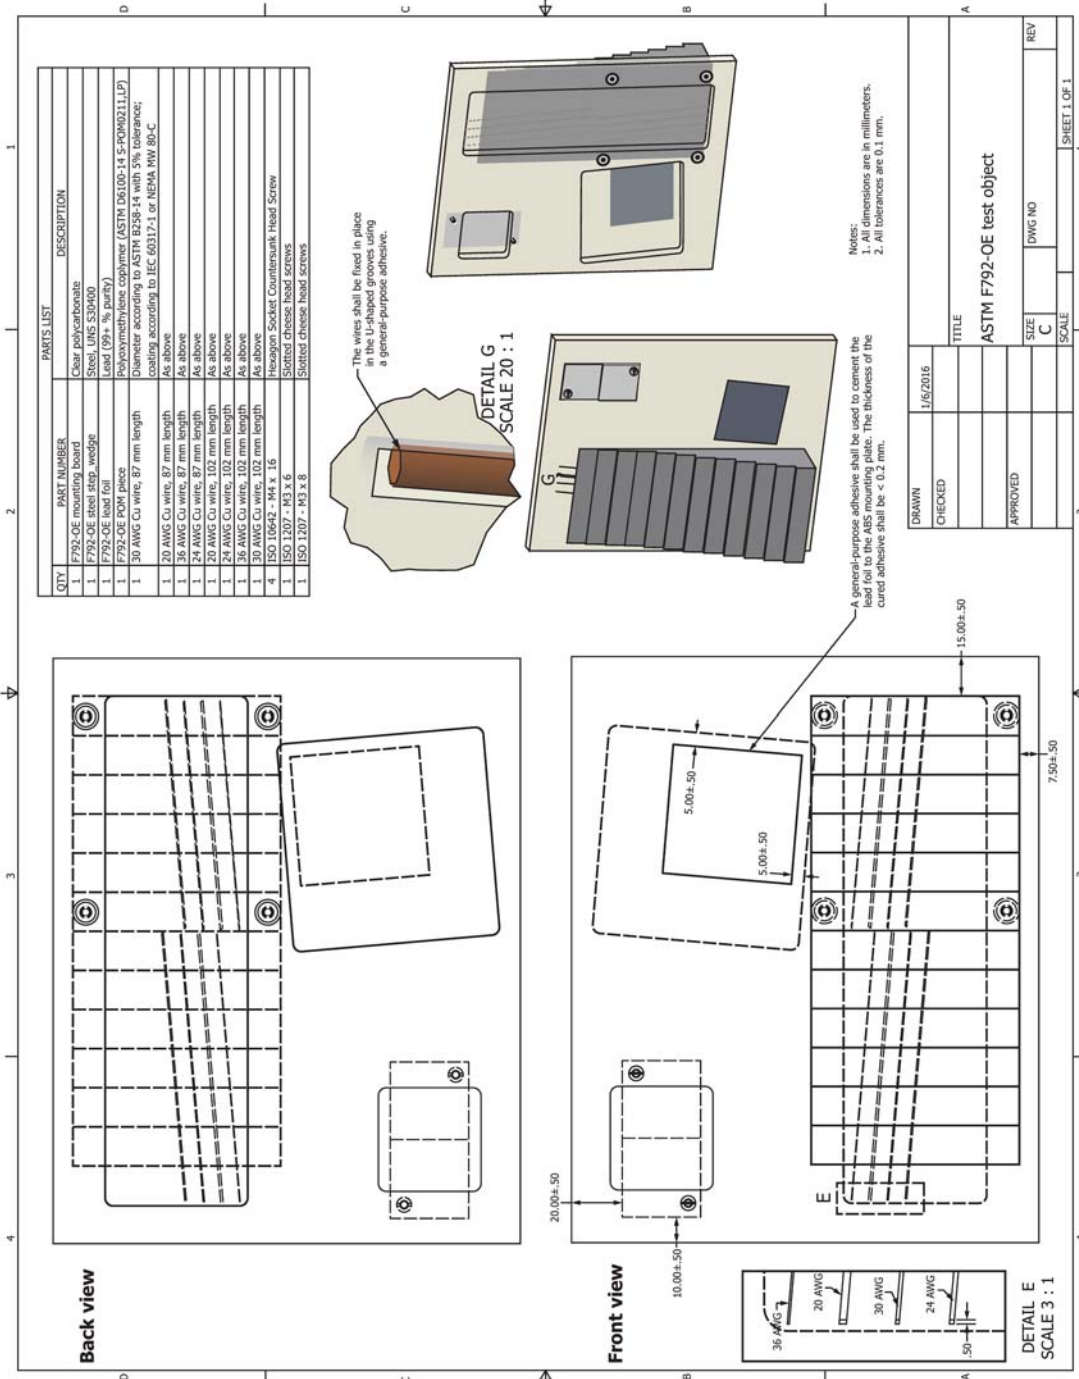 PARTS LIST
QTY PART NUMBER DESCRIPTION
1 F792-OE mounting board Clear polycarbonate
1 F792-OE steel step_wedge Steel, UNS S30400
1 F792-OE lead foil Lead (99+ % purity)
1 F792-OE POM piece Polyoxymethylene coplymer (ASTM D6100-14 S-POM0211,LP)
1 30 AWG Cu wire, 87 mm length Diameter according to ASTM B258-14 with 5% tolerance;
coating according to IEC 60317-1 or NEMA MW 80-C
1 20 AWG Cu wire, 87 mm length As above
1 36 AWG Cu wire, 87 mm length As above
1 24 AWG Cu wire, 87 mm length As above
1 20 AWG Cu wire, 102 mm length As above
1 24 AWG Cu wire, 102 mm length As above
1 36 AWG Cu wire, 102 mm length As above
1 30 AWG Cu wire, 102 mm length As above
4 ISO 10642 - M4 x 16 Hexagon Socket Countersunk Head Screw
1 ISO 1207 - M3 x 6 Slotted cheese head screws
1 ISO 1207 - M3 x 8 Slotted cheese head screws
The wires shall be fixed in place
in the U-shaped grooves using
a general-purpose adhesive.
DETAIL G
SCALE 20 : 1
G
Back view
Front view
20.00±.50
10.00±.50
5.00±.50
5.00±.50
15.00±.50
7.50±.50
E
A general-purpose adhesive shall be used to cement the
lead foil to the ABS mounting plate. The thickness of the
cured adhesive shall be < 0.2 mm.
36 AWG
20 AWG
30 AWG
24 AWG
.50
DETAIL E
SCALE 3 : 1
Notes:
1. All dimensions are in millimeters.
2. All tolerances are 0.1 mm.
DRAWN 1/6/2016
CHECKED
APPROVED
TITLE
ASTM F792-OE test object
SIZE
C
DWG NO
REV
SCALE
SHEET 1 OF 1
4
3
2
1
D
C
B
A